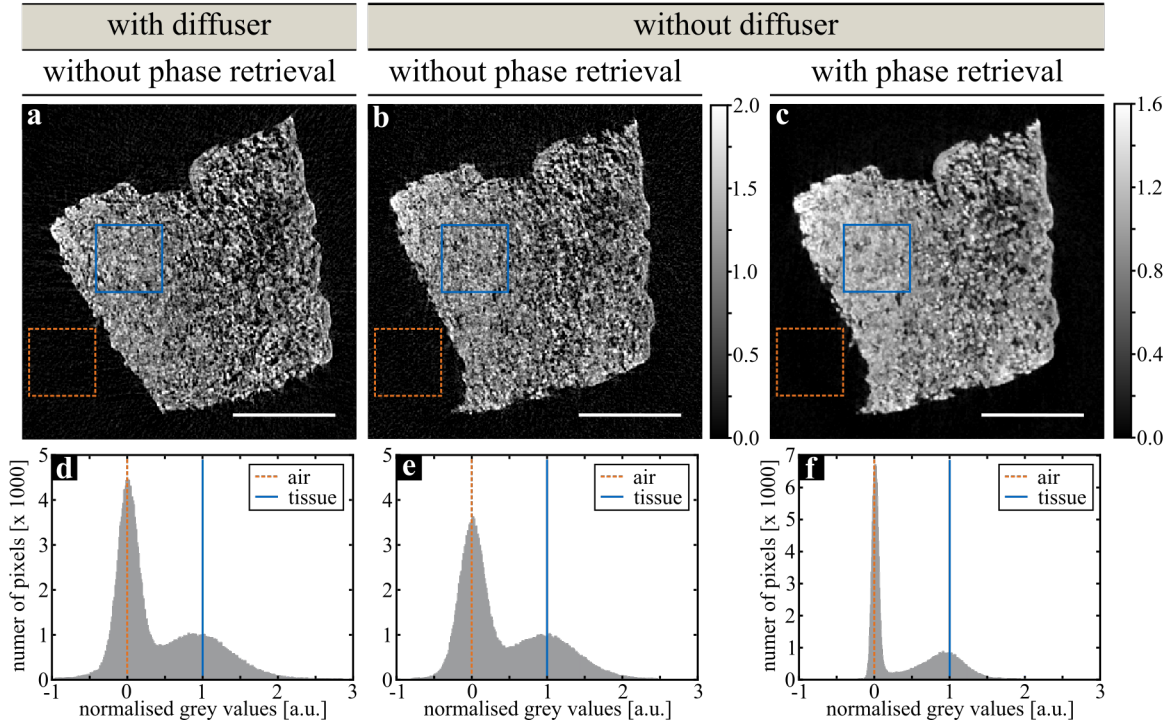 with diffuser
without diffuser
without phase retrieval
without phase retrieval
with phase retrieval
a
b
c
2.0
1.5
1.0
0.5
0.0
1.6
1.2
0.8
0.4
0.0
d
numer of pixels [x 1000]
5
4
3
2
1
0
-1 0 1 2 3
normalised grey values [a.u.]
air
tissue
e
5
4
3
2
1
0
-1 0 1 2 3
normalised grey values [a.u.]
air
tissue
f
numer of pixels [x 1000]
7
6
5
4
3
2
1
0
-1 0 1 2 3
normalised grey values [a.u.]
air
tissue